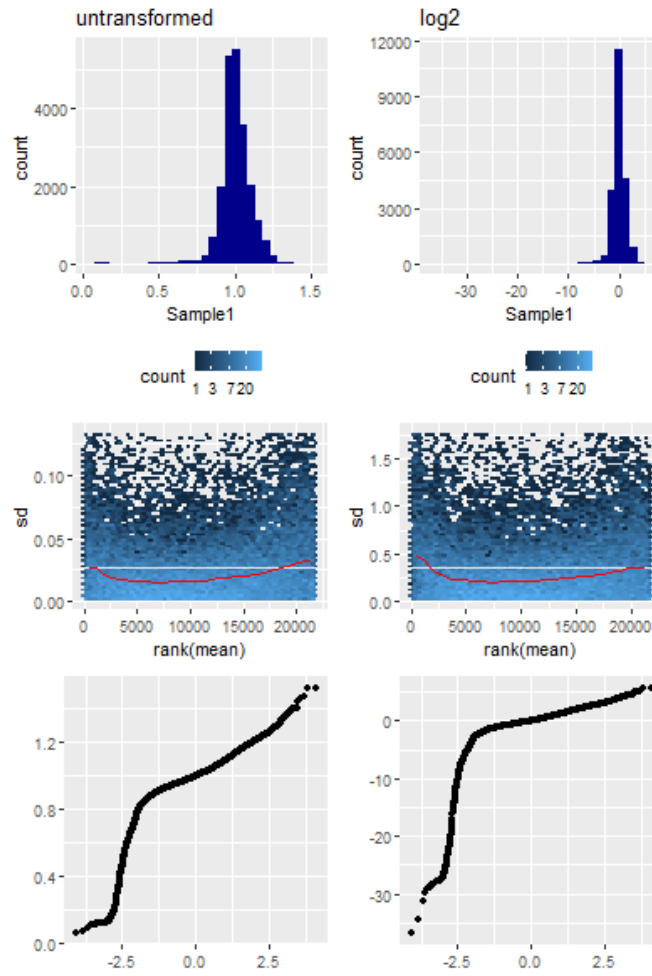 untransformed
log2
count
4000
2000
0
0.0 0.5 1.0 1.5
Sample1
count
12000
9000
6000
3000
0
-30 -20 -10 0
Sample1
count
1 3 7 20
count
1 3 7 20
sd
0.10
0.05
0.00
0 5000 10000 15000 20000
rank(mean)
sd
1.5
1.0
0.5
0.0
0 5000 10000 15000 20000
rank(mean)
1.2
0.8
0.4
0.0
-2.5 0.0 2.5
0
-10
-20
-30
-2.5 0.0 2.5